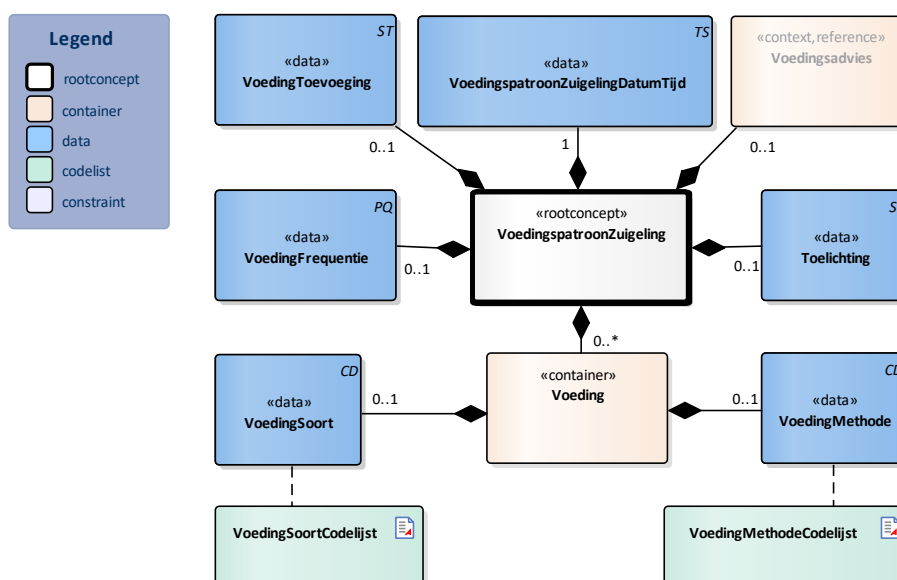 Legend
rootconcept
container
data
codelist
constraint
ST
«data»
VoedingToevoeging
TS
«data»
VoedingspatroonZuigelingDatumTijd
«context,reference»
Voedingsadvies
0..1
1
0..1
PQ
«data»
VoedingFrequentie
0..1
«rootconcept»
VoedingspatroonZuigeling
S
«data»
Toelichting
0..1
0..*
CD
«data»
VoedingSoort
0..1
«container»
Voeding
0..1
CD
«data»
VoedingMethode
VoedingSoortCodelijst
VoedingMethodeCodelijst